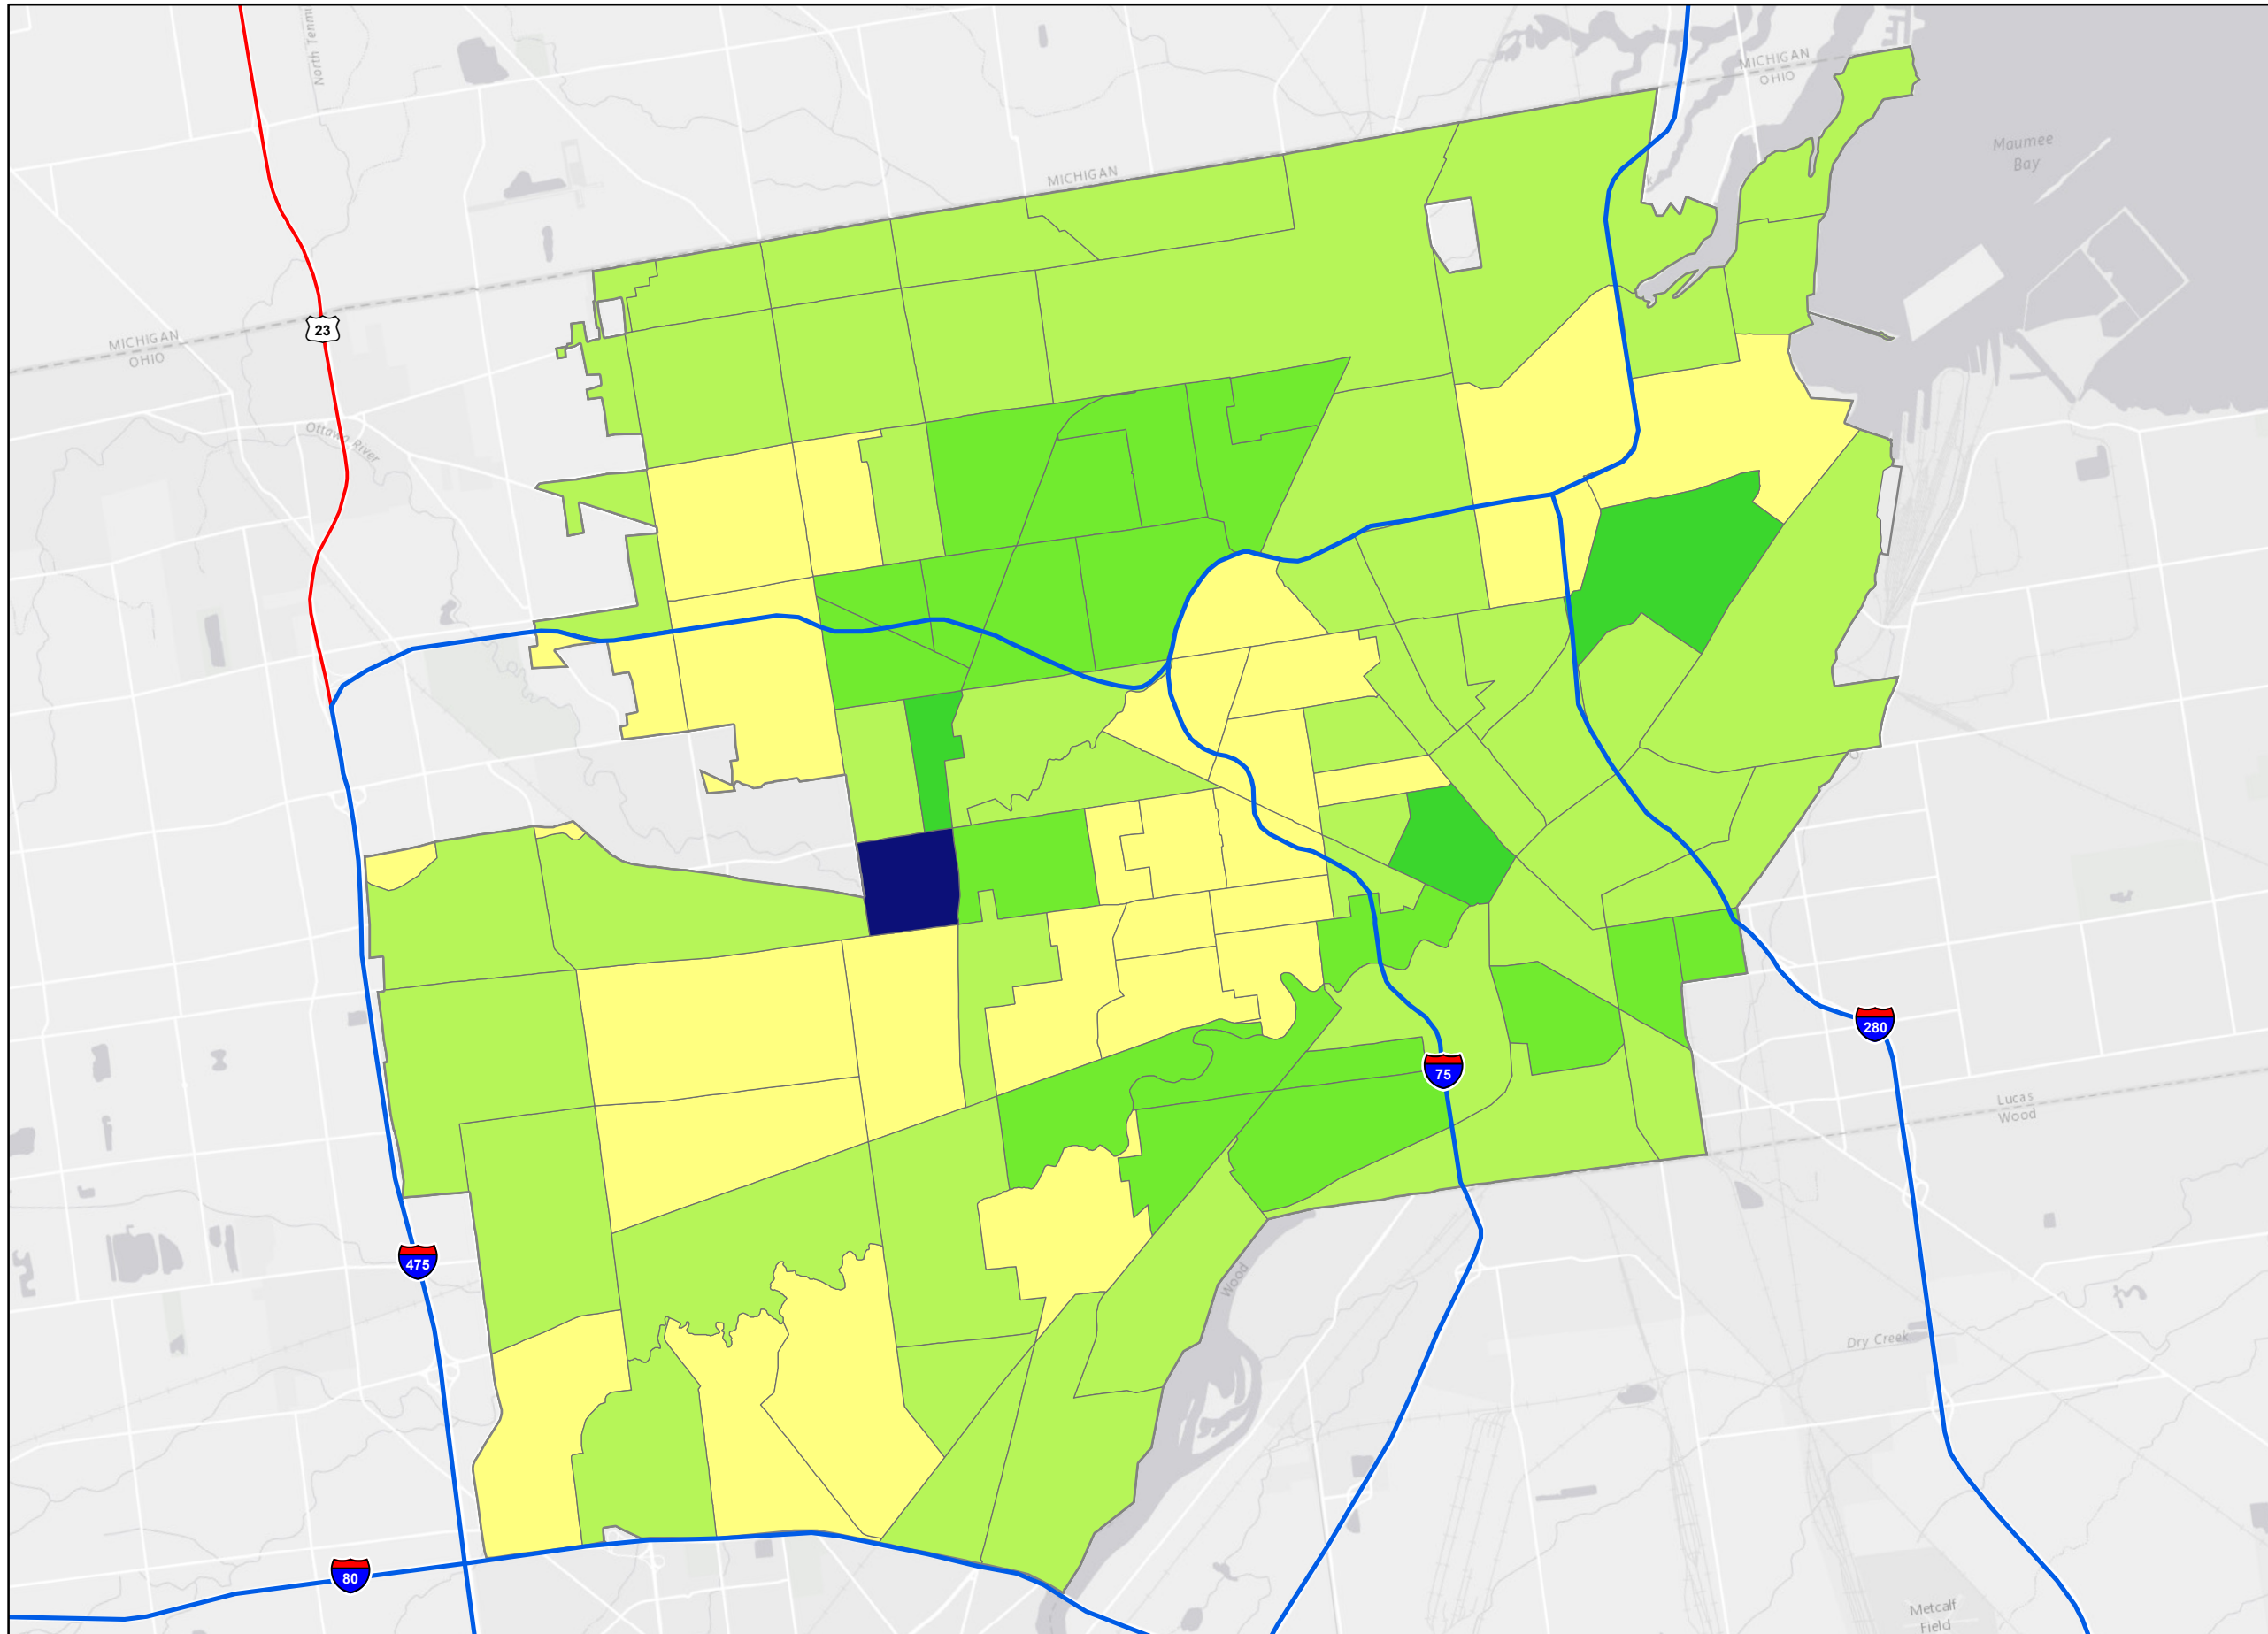 North Temm
MICHIGAN
OHIO
Maumee
Bay
MICHIGAN
23
MICHIGAN
OHIO
Ottawa River
280
75
Lucas
Wood
475
Wood
Dry Creek
80
Metcalf
Field